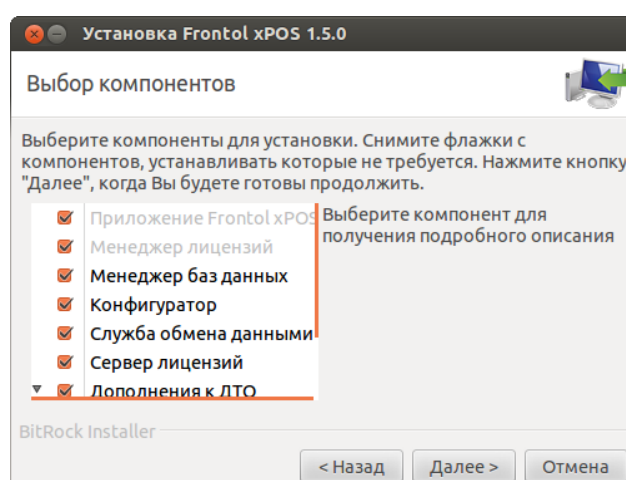 Установка Frontol xPOS 1.5.0
Выбор компонентов
Выберите компоненты для установки. Снимите флажки с
компонентов, устанавливать которые не требуется. Нажмите кнопку
"Далее", когда Вы будете готовы продолжить.
Приложение Frontol xPOS
Менеджер лицензий
Менеджер баз данных
Конфигуратор
Служба обмена данными
Сервер лицензий
Дополнения к ДТО
Выберите компонент для
получения подробного описания
BitRock Installer
< Назад
Далее >
Отмена